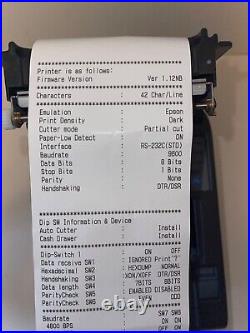 Printer is as follows:
Firmware Version Ver 1.12NB
Characters 42 Char/Line
Emulation Epson
Print Density Dark
Cutter mode Partial cut
Paper-Low Detect ON
Interface RS-232C(STD)
Baudrate 9600
Data Bits 8 Bits
Stop Bits 1 Bits
Parity None
Handshaking DTR/DSR
Dip SW Information & Device
Auto Cutter : Install
Cash Drawer : Install
Dip-Switch 1 : ON OFF
Data receive SW1 : IGNORED Print'?'
Hexadecimal SW2 : HEXDUMP NORMAL
Handshaking SW3 : XON/XOFF DTR/DSR
Data length SW4 : 7BITS 8BITS
ParityCheck SW5 : ENABLED DISABLED
ParityCheck SW6 : EVEN ODD
Baudrate SW7 SW8
4800 BPS ON ON